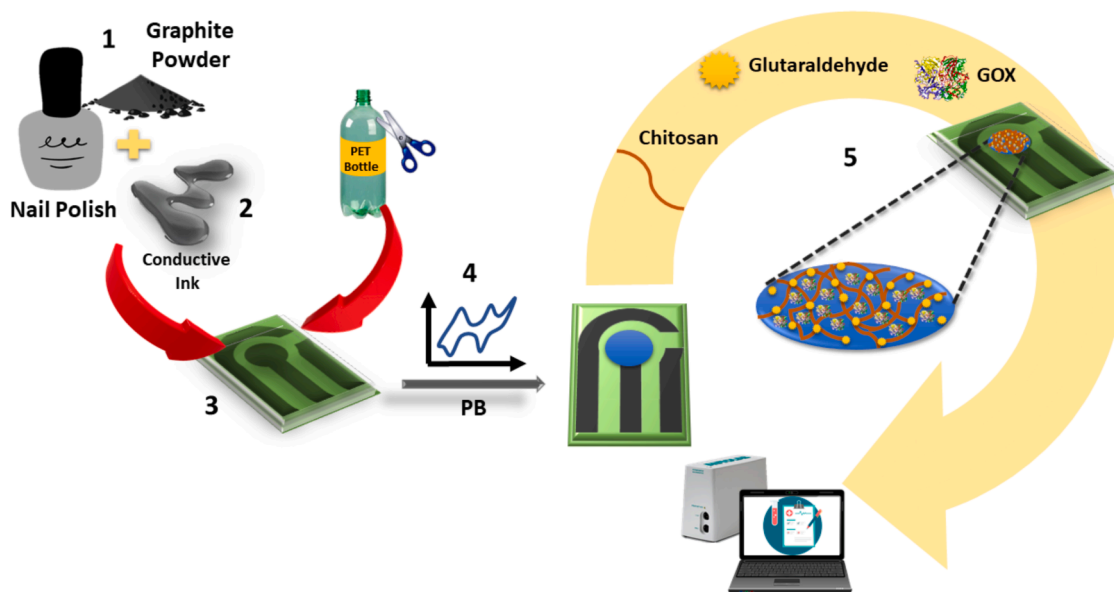 1
Graphite
Powder
Nail Polish
2
Conductive
Ink
PET
Bottle
3
4
PB
Chitosan
Glutaraldehyde
GOX
5